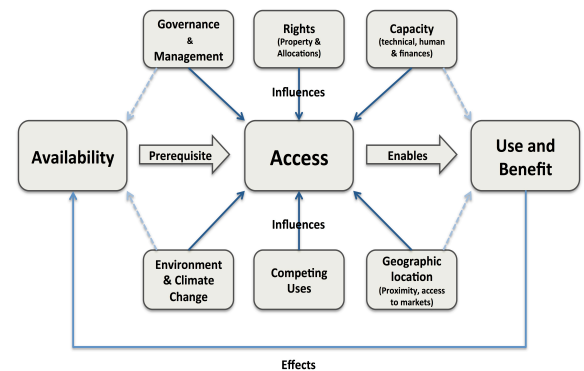 Governance
&
Management
Rights
(Property &
Allocations)
Capacity
(technical, human
& finances)
Influences
Availability
Prerequisite
Access
Enables
Use and
Benefit
Influences
Environment
& Climate
Change
Competing
Uses
Geographic
location
(Proximity, access
to markets)
Effects